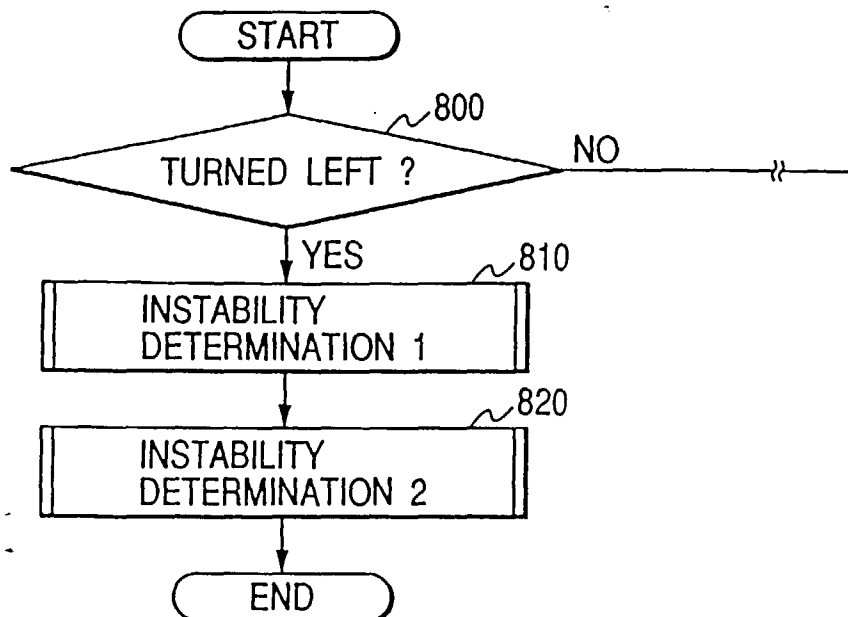 START
800
TURNED LEFT ?
NO
YES
810
INSTABILITY
DETERMINATION 1
820
INSTABILITY
DETERMINATION 2
END